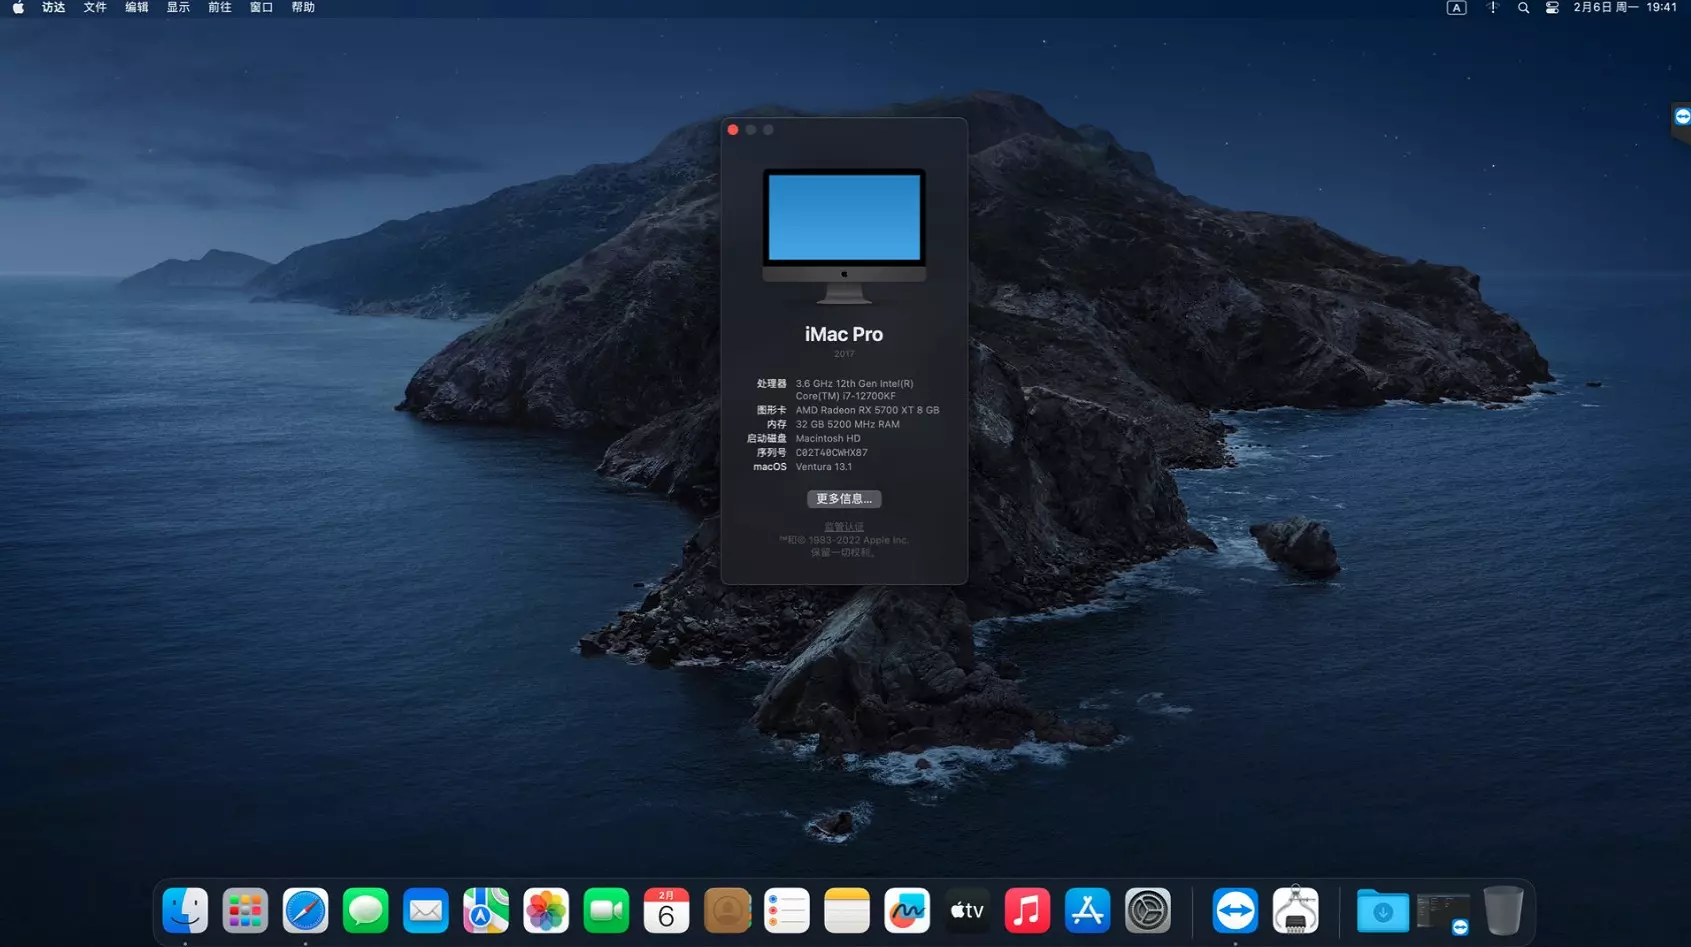 访达 文件 编辑 显示 前往 窗口 帮助
A 2月6日 周一 19:41
iMac Pro
2017
处理器 3.6 GHz 12th Gen Intel(R)
Core(TM) i7-12700KF
图形卡 AMD Radeon RX 5700 XT 8 GB
内存 32 GB 5200 MHz RAM
启动磁盘 Macintosh HD
序列号 C02T40CWHX87
macOS Ventura 13.1
更多信息...
监管认证
™和© 1983-2022 Apple Inc.
保留一切权利。
2月
6
tv